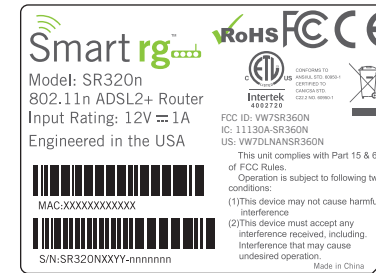 Smart rg
RoHS FC CE
Model: SR320n
802.11n ADSL2+ Router
Input Rating: 12V ⎓ 1A
Engineered in the USA
c ETL us
Intertek
4002720
CONFORMS TO
ANSI/UL STD. 60950-1
CERTIFIED TO
CAN/CSA STD.
C22.2 NO. 60950-1
FCC ID: VW7SR360N
IC: 11130A-SR360N
US: VW7DLNANSR360N
This unit complies with Part 15 & 6
of FCC Rules.
Operation is subject to following tw
conditions:
(1)This device may not cause harmfu
interference
(2)This device must accept any
interference received, including.
Interference that may cause
undesired operation.
Made in China
MAC:XXXXXXXXXXXX
S/N:SR320NXXYY-nnnnnnn